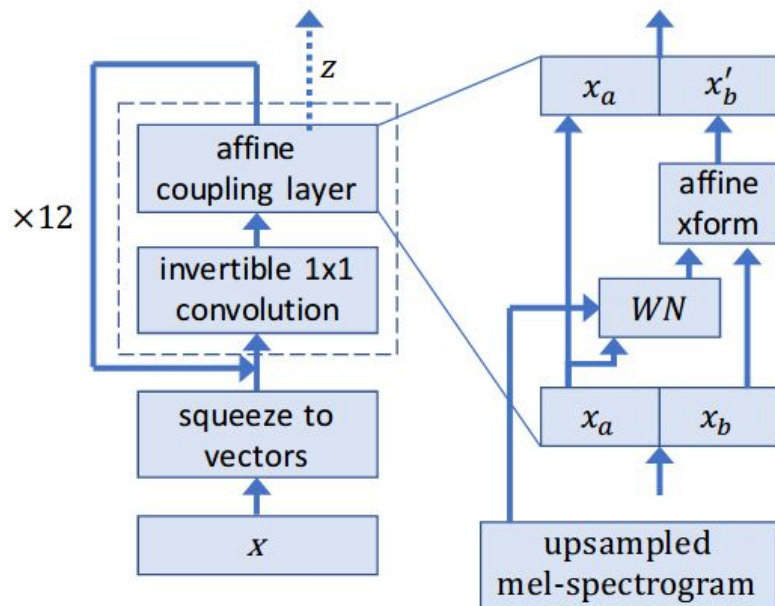 z
affine
coupling layer
×12
invertible 1x1
convolution
squeeze to
vectors
x
x_a
x_b'
affine
xform
WN
x_a
x_b
upsampled
mel-spectrogram